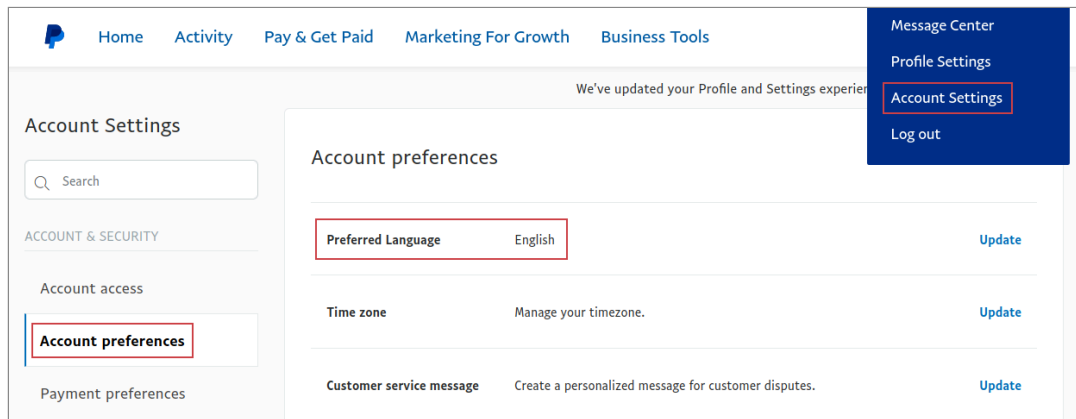 Home Activity Pay & Get Paid Marketing For Growth Business Tools
Message Center
Profile Settings
Account Settings
Log out
We've updated your Profile and Settings experien
Account Settings
Search
ACCOUNT & SECURITY
Account access
Account preferences
Payment preferences
Account preferences
Preferred Language English Update
Time zone Manage your timezone. Update
Customer service message Create a personalized message for customer disputes. Update